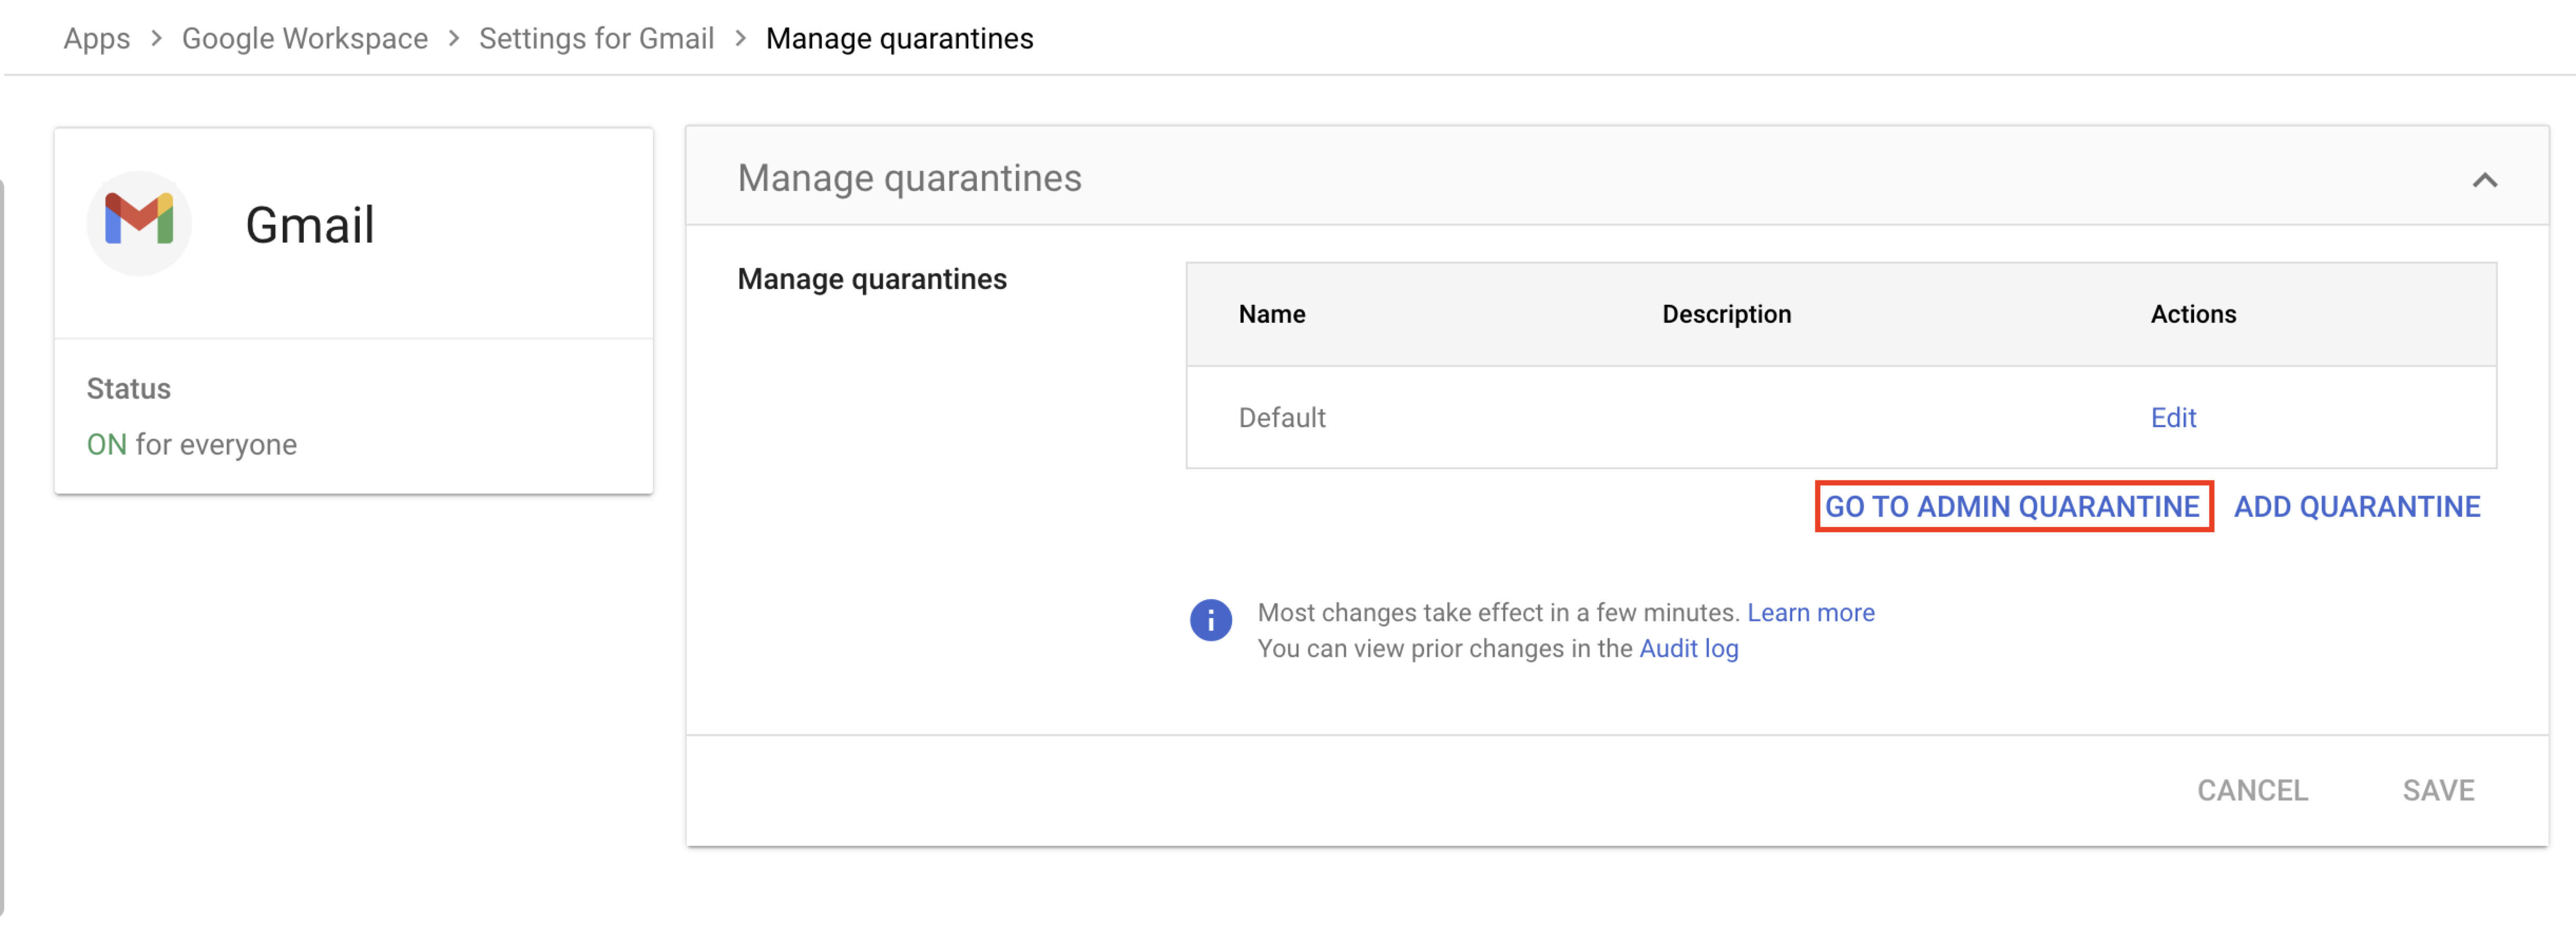 Apps > Google Workspace > Settings for Gmail > Manage quarantines
Gmail
Status
ON for everyone
Manage quarantines
Manage quarantines
Name Description Actions
Default Edit
GO TO ADMIN QUARANTINE ADD QUARANTINE
Most changes take effect in a few minutes. Learn more
You can view prior changes in the Audit log
CANCEL SAVE